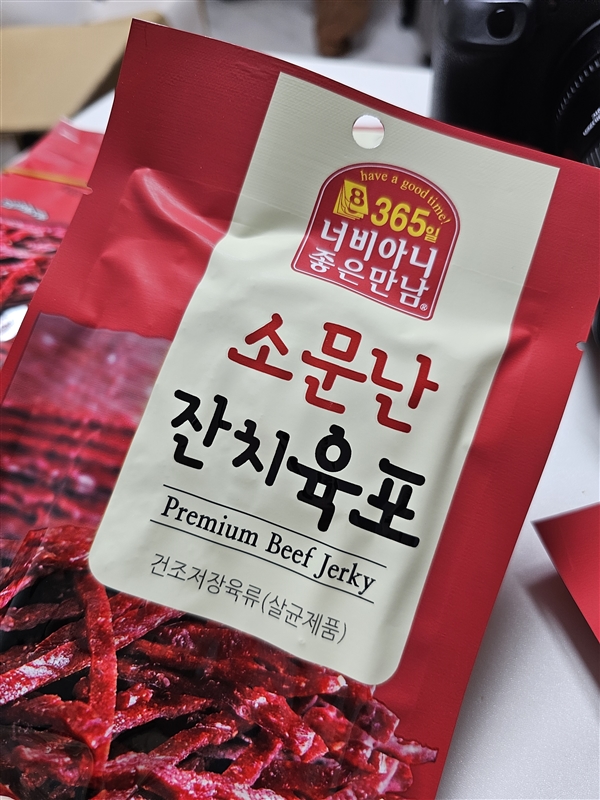 have a good time!
8 365일
너비아니
좋은만남®
소문난
잔치육포
Premium Beef Jerky
건조저장육류(살균제품)